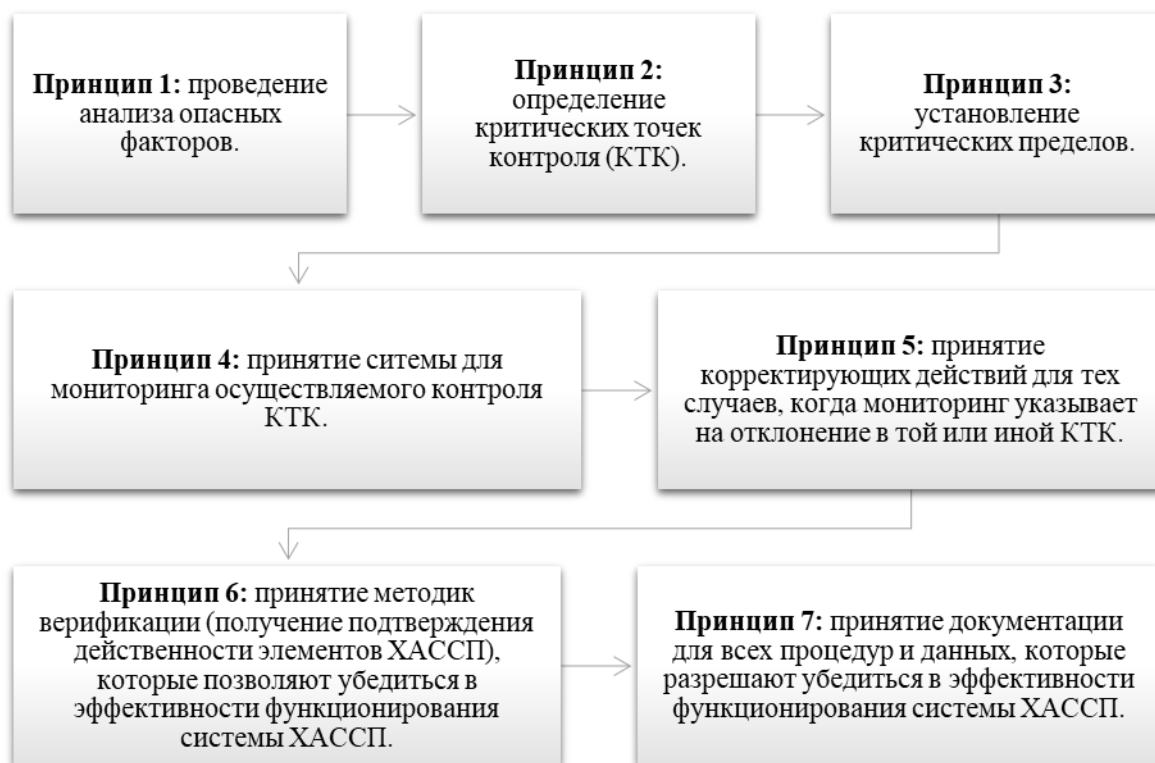 Принцип 1: проведение
анализа опасных
факторов.
Принцип 2:
определение
критических точек
контроля (КТК).
Принцип 3:
установление
критических пределов.
Принцип 4: принятие ситемы для
мониторинга осуществляемого контроля
КТК.
Принцип 5: принятие
корректирующих действий для тех
случаев, когда мониторинг указывает
на отклонение в той или иной КТК.
Принцип 6: принятие методик
верификации (получение подтверждения
действенности элементов ХАССП),
которые позволяют убедиться в
эффективности функционирования
системы ХАССП.
Принцип 7: принятие документации
для всех процедур и данных, которые
разрешают убедиться в эффективности
функционирования системы ХАССП.